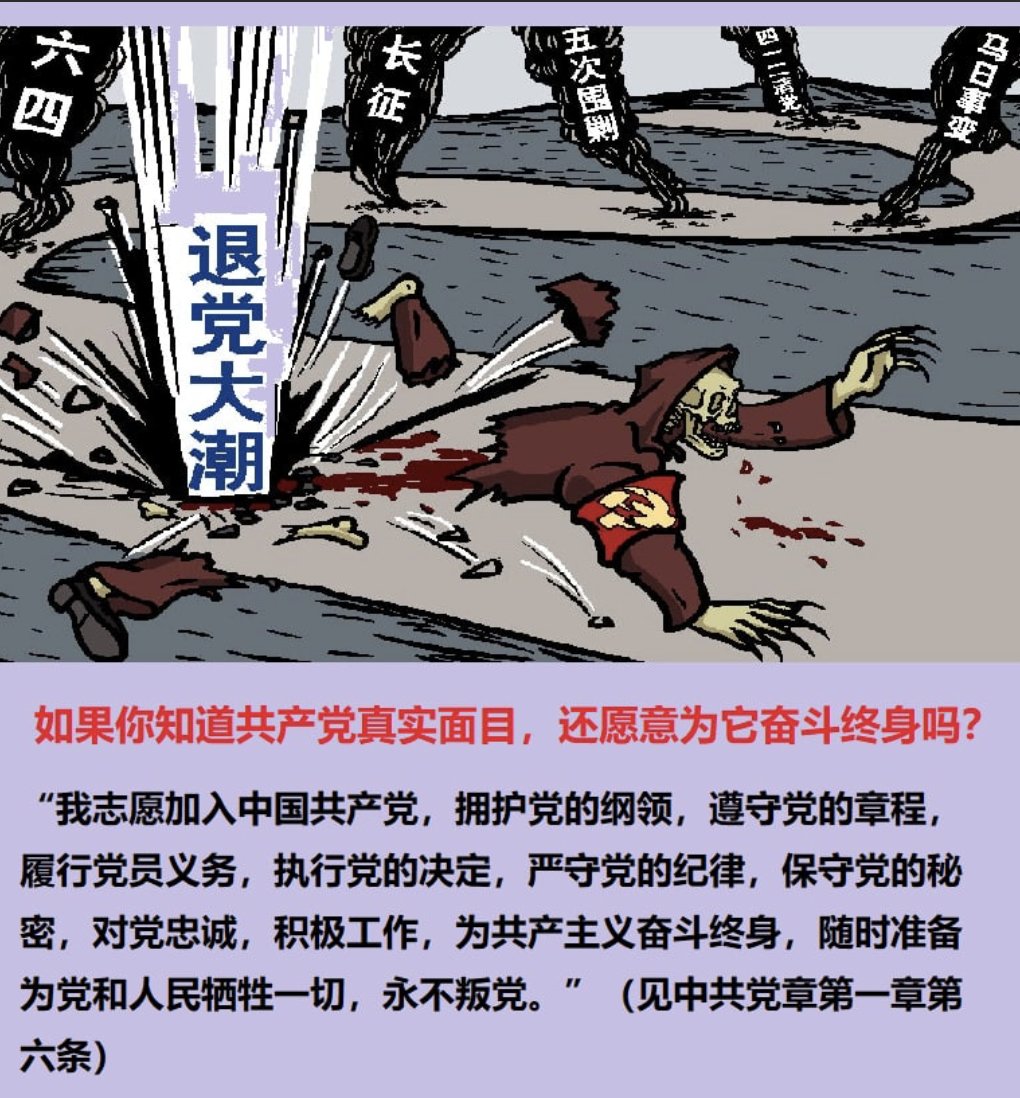 六四
长征
五次围剿
四一二清党
马日事变
退党大潮
如果你知道共产党真实面目，还愿意为它奋斗终身吗？
“我志愿加入中国共产党，拥护党的纲领，遵守党的章程，
履行党员义务，执行党的决定，严守党的纪律，保守党的秘
密，对党忠诚，积极工作，为共产主义奋斗终身，随时准备
为党和人民牺牲一切，永不叛党。”（见中共党章第一章第
六条）